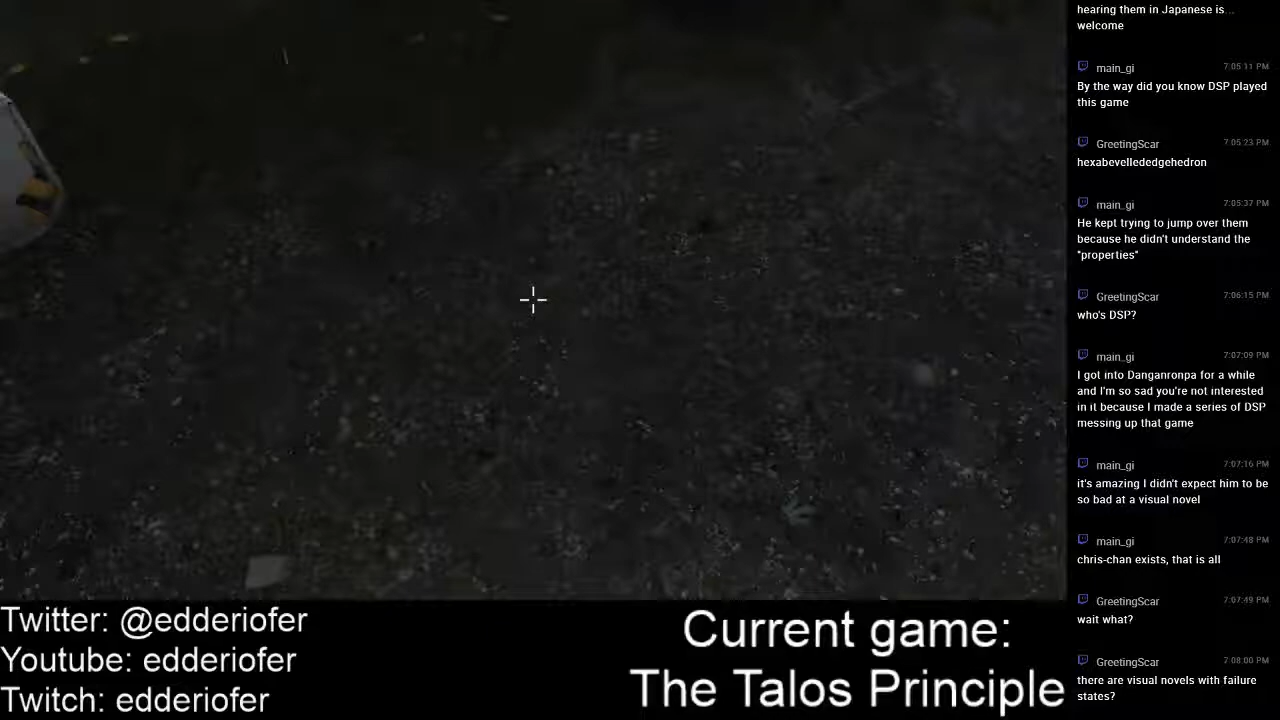 hearing them in Japanese is...
welcome
main_gi 7:05:11 PM
By the way did you know DSP played
this game
GreetingScar 7:05:23 PM
hexabevellededgehedron
main_gi 7:05:37 PM
He kept trying to jump over them
because he didn't understand the
"properties"
GreetingScar 7:06:15 PM
who's DSP?
main_gi 7:07:09 PM
I got into Danganronpa for a while
and I'm so sad you're not interested
in it because I made a series of DSP
messing up that game
main_gi 7:07:16 PM
it's amazing I didn't expect him to be
so bad at a visual novel
main_gi 7:07:48 PM
chris-chan exists, that is all
GreetingScar 7:07:49 PM
wait what?
GreetingScar 7:08:00 PM
there are visual novels with failure
states?
Twitter: @edderiofer
Youtube: edderiofer
Twitch: edderiofer
Current game:
The Talos Principle